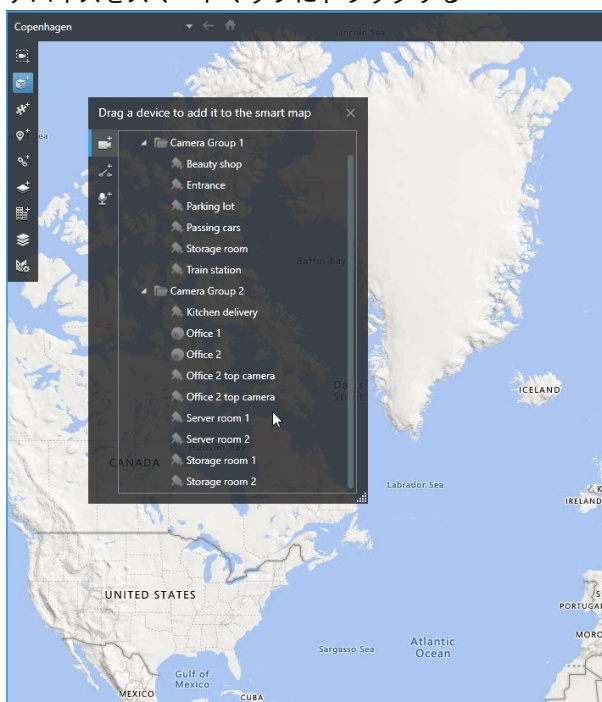 デバイスをスマートマップにドラッグする
Copenhagen
Lincoln Sea
Drag a device to add it to the smart map
Camera Group 1
Beauty shop
Entrance
Parking lot
Passing cars
Storage room
Train station
Baffin Bay
Camera Group 2
Kitchen delivery
Office 1
Office 2
Office 2 top camera
Office 2 top camera
Server room 1
Server room 2
Storage room 1
Storage room 2
Hudson Bay
CANADA
ICELAND
Labrador Sea
IRELAND
UNITED STATES
PORTUGAL
MORO
Atlantic
Ocean
Sargasso Sea
Gulf of
Mexico
MEXICO
CUBA